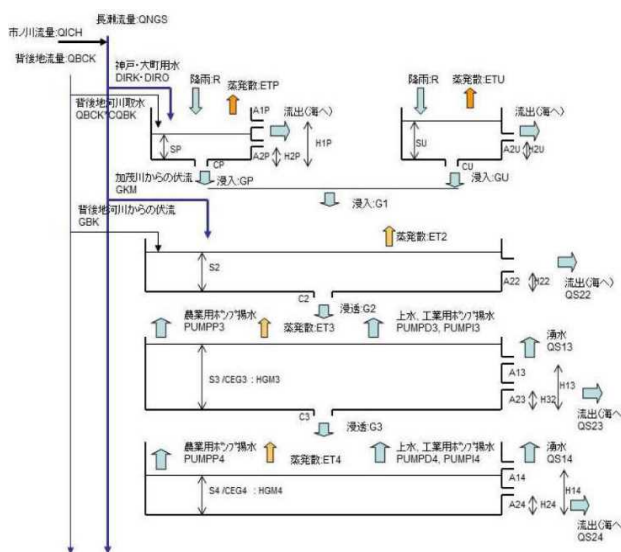 長瀬流量:QNGS
市ノ川流量:QICH
背後地流量:QBCK
神戸・大町用水
DIRK・DIRO
降雨:R
蒸発散:ETP
降雨:R
蒸発散:ETU
背後地河川取水
QBCK*CQBK
A1P
流出(海へ)
H1P
流出(海へ)
SP
A2P
H2P
SU
A2U
H2U
CP
CU
加茂川からの伏流
GKM
浸入:GP
浸入:GU
浸入:G1
背後地河川からの伏流
GBK
蒸発散:ET2
S2
A22
H22
流出(海へ)
QS22
C2
浸透:G2
農業用ポンプ揚水
PUMPP3
蒸発散:ET3
上水、工業用ポンプ揚水
PUMPD3, PUMPI3
湧水
QS13
S3 /CEG3 : HGM3
A13
H13
A23
H32
流出(海へ)
QS23
C3
浸透:G3
農業用ポンプ揚水
PUMPP4
蒸発散:ET4
上水、工業用ポンプ揚水
PUMPD4, PUMPI4
湧水
QS14
S4 /CEG4 : HGM4
A14
H14
A24
H24
流出(海へ)
QS24